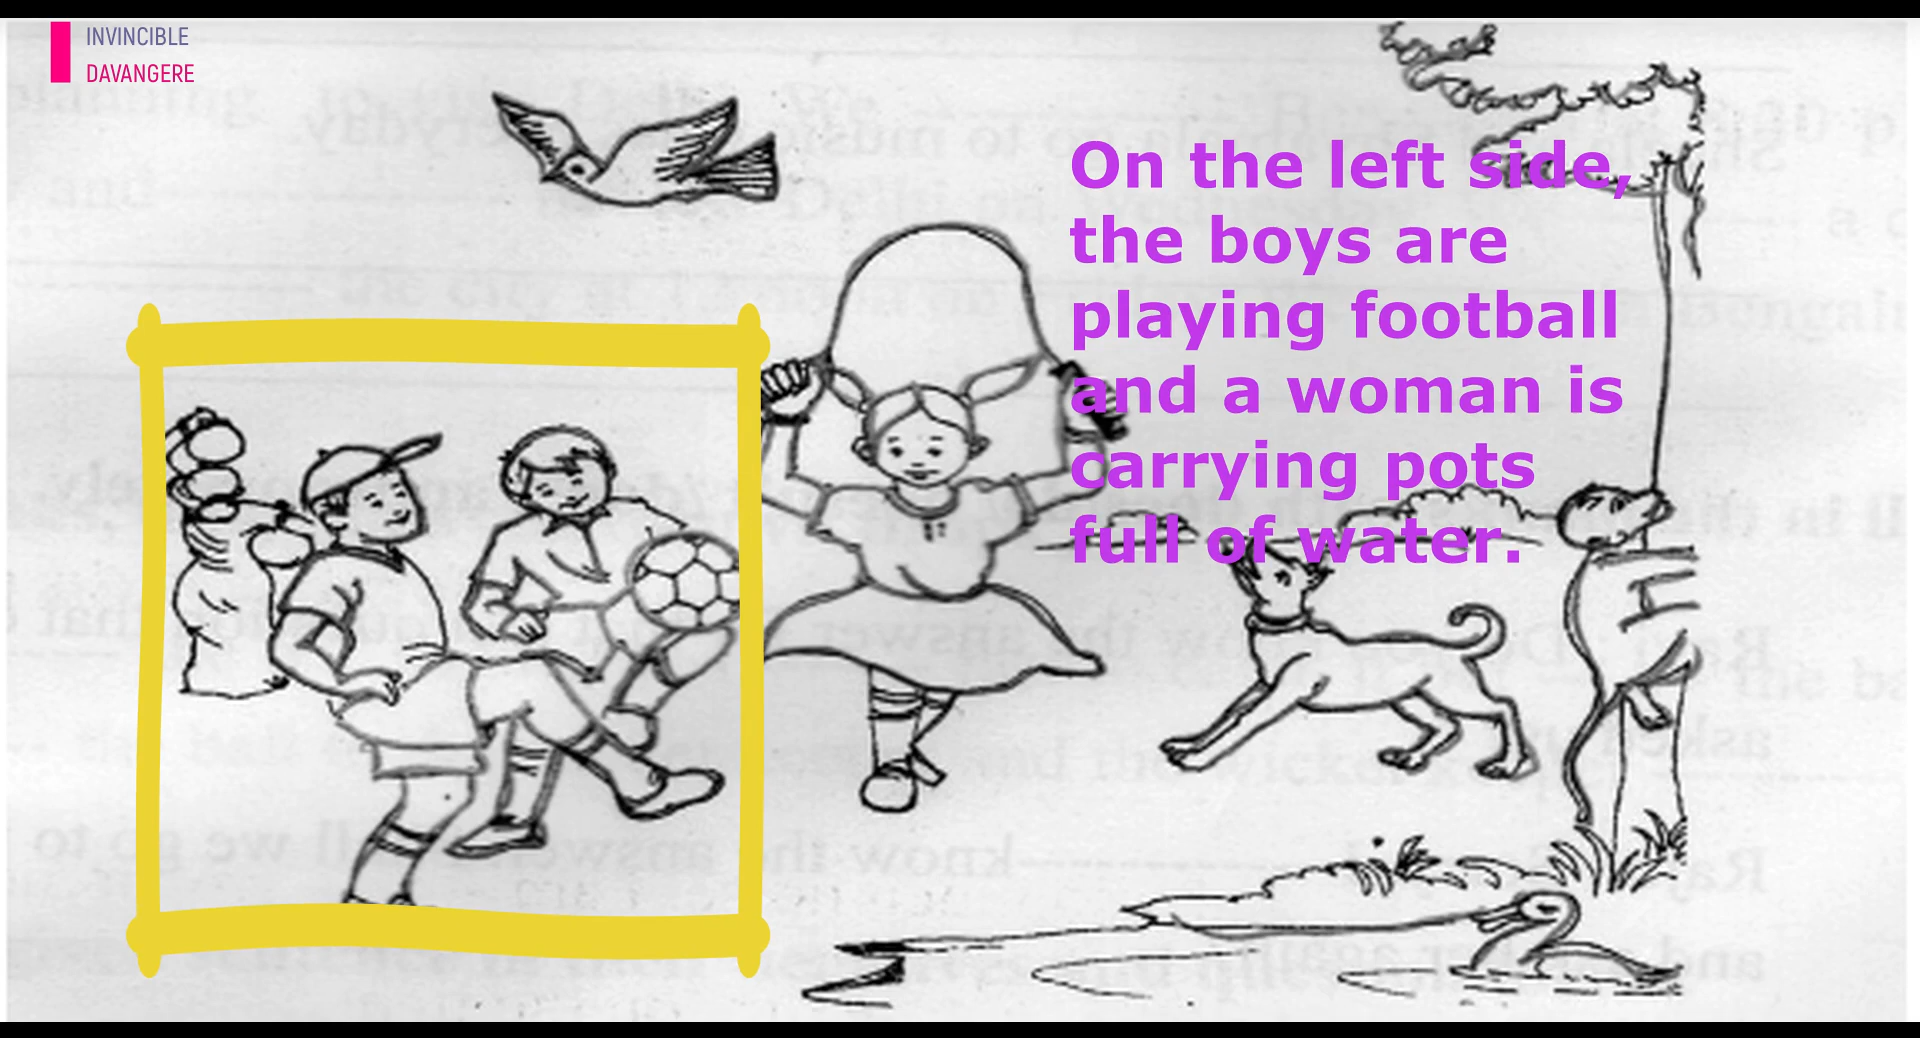 INVINCIBLE
DAVANGERE
On the left side,
the boys are
playing football
and a woman is
carrying pots
full of water.